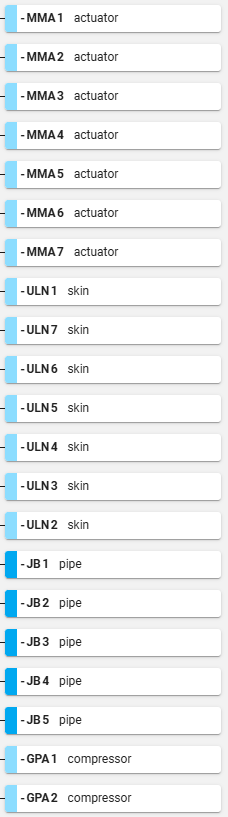 -MMA1 actuator
-MMA2 actuator
-MMA3 actuator
-MMA4 actuator
-MMA5 actuator
-MMA6 actuator
-MMA7 actuator
-ULN1 skin
-ULN7 skin
-ULN6 skin
-ULN5 skin
-ULN4 skin
-ULN3 skin
-ULN2 skin
-JB1 pipe
-JB2 pipe
-JB3 pipe
-JB4 pipe
-JB5 pipe
-GPA1 compressor
-GPA2 compressor